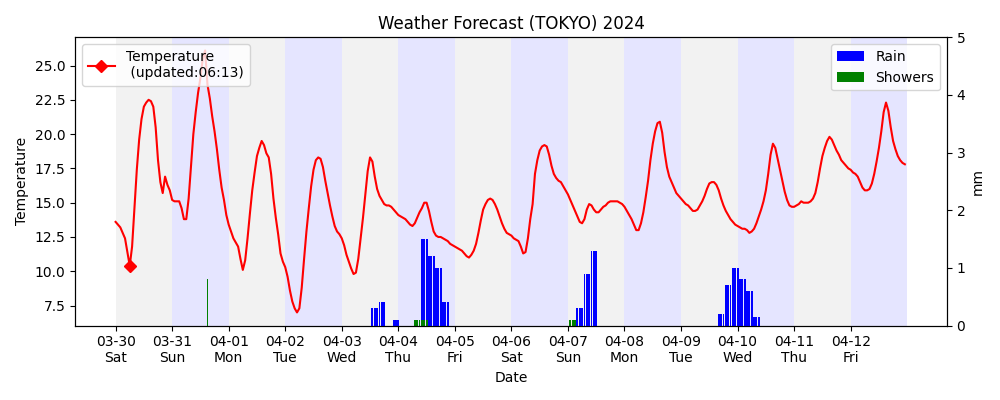 Weather Forecast (TOKYO) 2024
Temperature
(updated:06:13)
Rain
Showers
Temperature
25.0
22.5
20.0
17.5
15.0
12.5
10.0
7.5
5
4
3
2
1
0
mm
03-30 03-31 04-01 04-02 04-03 04-04 04-05 04-06 04-07 04-08 04-09 04-10 04-11 04-12
Sat Sun Mon Tue Wed Thu Fri Sat Sun Mon Tue Wed Thu Fri
Date